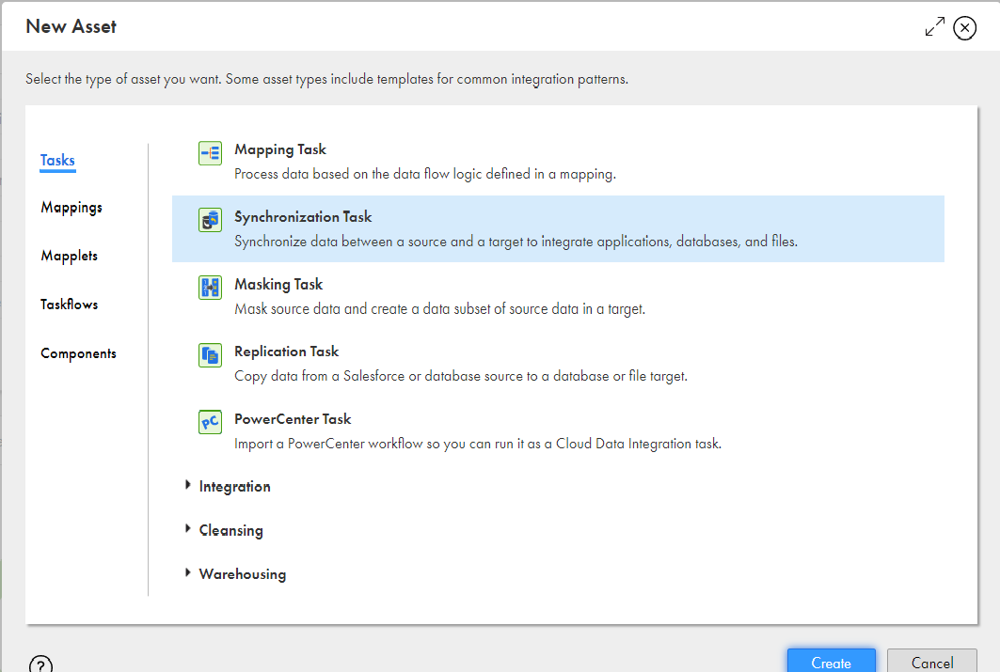 New Asset
Select the type of asset you want. Some asset types include templates for common integration patterns.
Tasks
Mappings
Mapplets
Taskflows
Components
Mapping Task
Process data based on the data flow logic defined in a mapping.
Synchronization Task
Synchronize data between a source and a target to integrate applications, databases, and files.
Masking Task
Mask source data and create a data subset of source data in a target.
Replication Task
Copy data from a Salesforce or database source to a database or file target.
PC
PowerCenter Task
Import a PowerCenter workflow so you can run it as a Cloud Data Integration task.
Integration
Cleansing
Warehousing
?
Create
Cancel